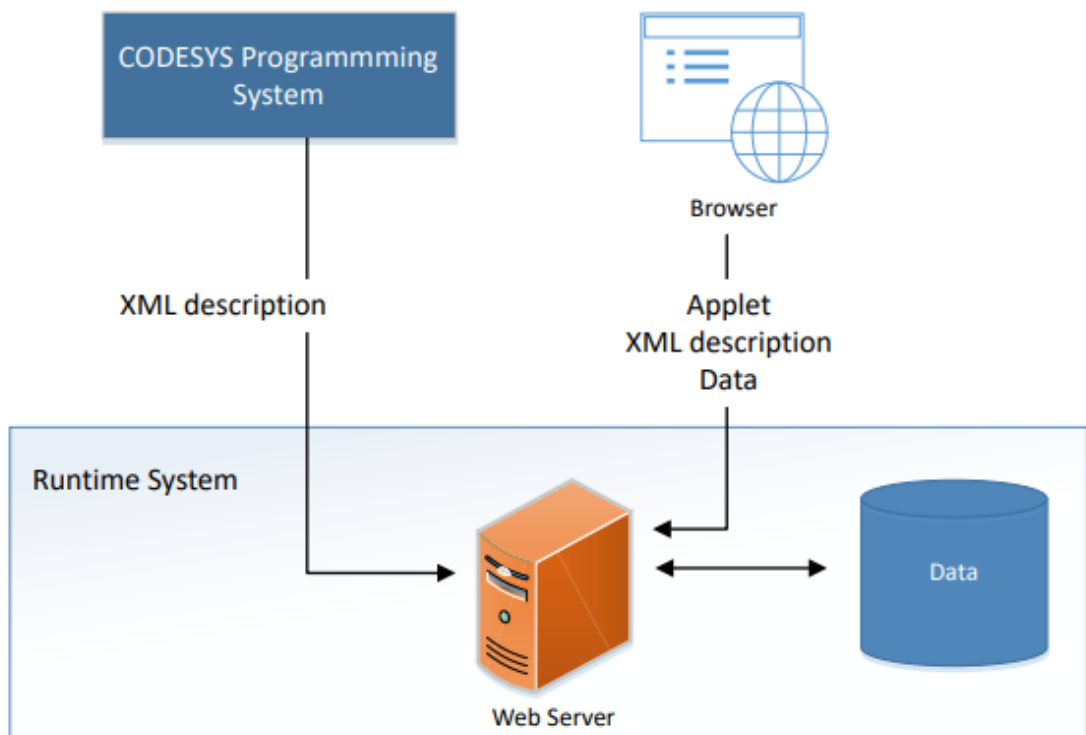 CODESYS Programmming
System
Browser
XML description
Applet
XML description
Data
Runtime System
Data
Web Server